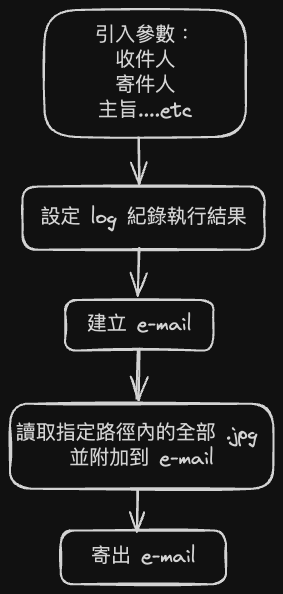 引入參數：
收件人
寄件人
主旨....etc
設定 log 紀錄執行結果
建立 e-mail
讀取指定路徑內的全部 .jpg
並附加到 e-mail
寄出 e-mail